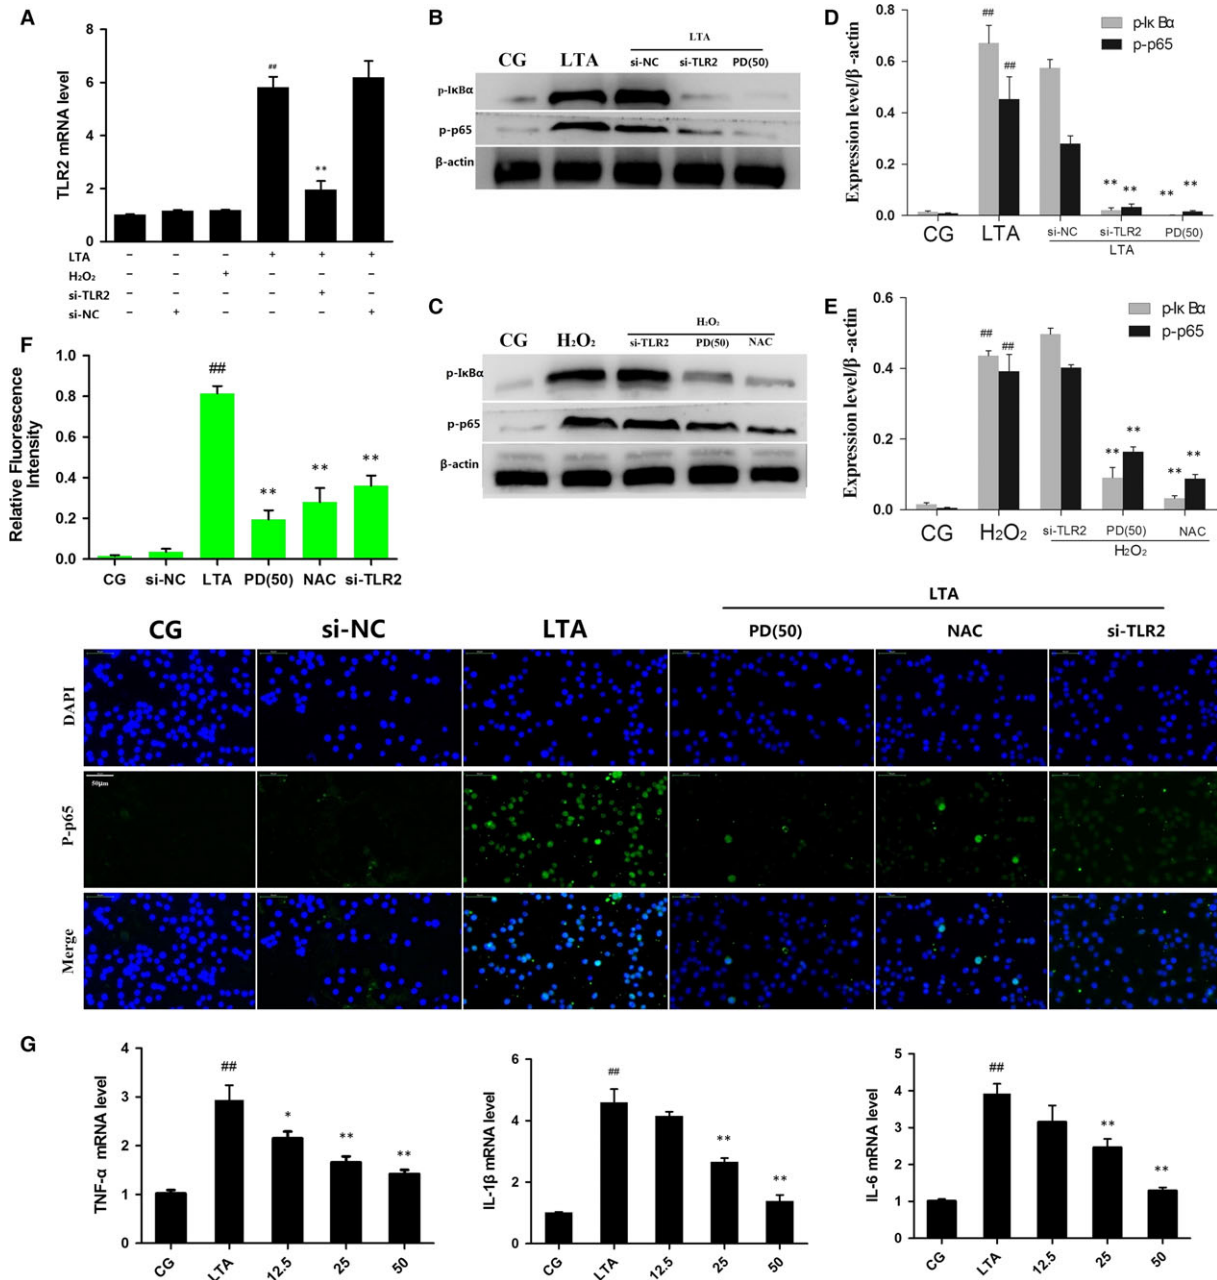 A
TLR2 mRNA level
8
6
4
2
0
##
**
LTA − − − + + +
H₂O₂ − − + − − −
si-TLR2 − − − − + −
si-NC − + − − − +
B
LTA
CG LTA si-NC si-TLR2 PD(50)
p-IκBα
p-p65
β-actin
C
H₂O₂
CG H₂O₂ si-TLR2 PD(50) NAC
p-IκBα
p-p65
β-actin
D
Expression level/β -actin
0.8
0.6
0.4
0.2
0.0
p-Iκ Bα
p-p65
## ##
** ** ** **
CG LTA si-NC si-TLR2 PD(50)
LTA
E
Expression level/β -actin
0.6
0.4
0.2
0.0
p-Iκ Bα
p-p65
## ##
** ** ** **
CG H₂O₂ si-TLR2 PD(50) NAC
H₂O₂
F
Relative Fluorescence
Intensity
1.0
0.8
0.6
0.4
0.2
0.0
##
** ** **
CG si-NC LTA PD(50) NAC si-TLR2
LTA
CG si-NC LTA PD(50) NAC si-TLR2
DAPI
P-p65
50μm
Merge
G
TNF-α mRNA level
4
3
2
1
0
##
* ** **
CG LTA 12.5 25 50
IL-1β mRNA level
6
4
2
0
##
** **
CG LTA 12.5 25 50
IL-6 mRNA level
5
4
3
2
1
0
##
** **
CG LTA 12.5 25 50